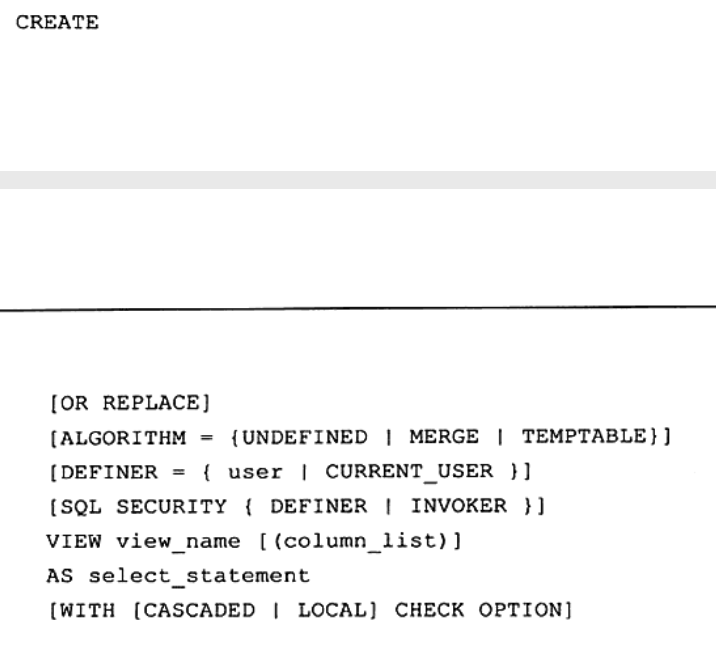 CREATE
[OR REPLACE]
[ALGORITHM = {UNDEFINED | MERGE | TEMPTABLE}]
[DEFINER = { user | CURRENT_USER }]
[SQL SECURITY { DEFINER | INVOKER }]
VIEW view_name [(column_list)]
AS select_statement
[WITH [CASCADED | LOCAL] CHECK OPTION]